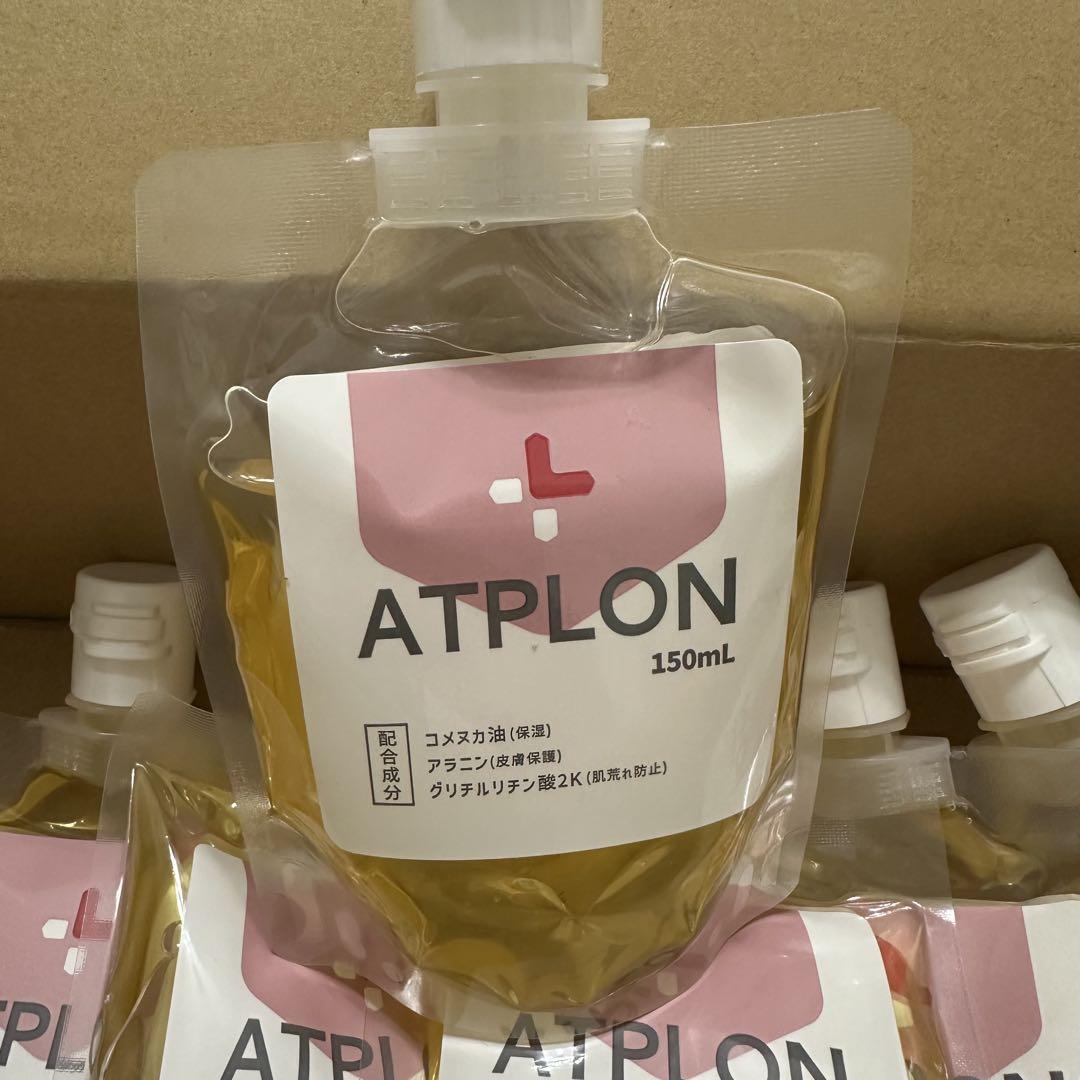 ATPLON
150mL
配合成分
コメヌカ油(保湿)
アラニン(皮膚保護)
グリチルリチン酸2K(肌荒れ防止)
ATPL
ATPLON